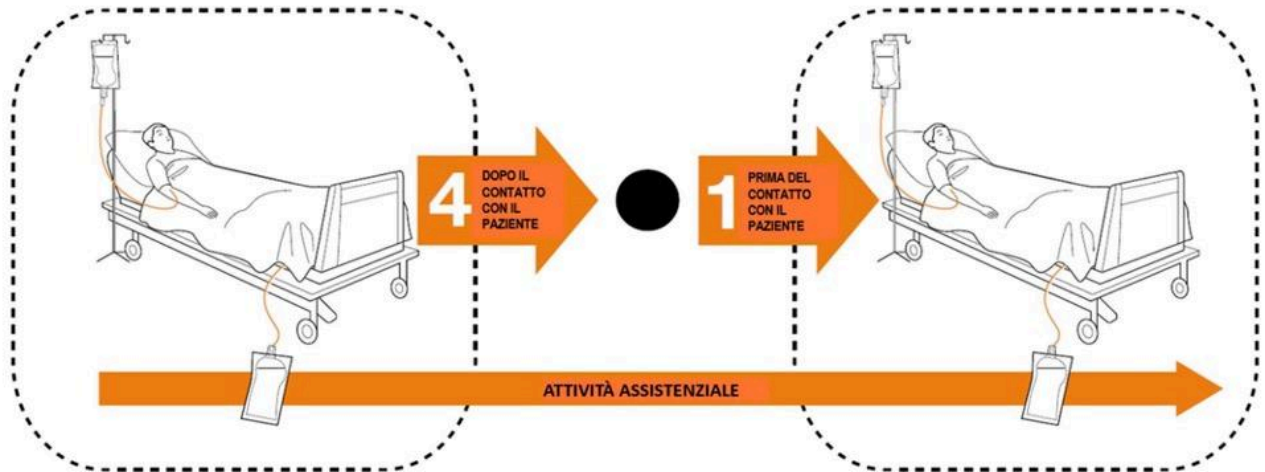 4
DOPO IL
CONTATTO
CON IL
PAZIENTE
1
PRIMA DEL
CONTATTO
CON IL
PAZIENTE
ATTIVITÀ ASSISTENZIALE